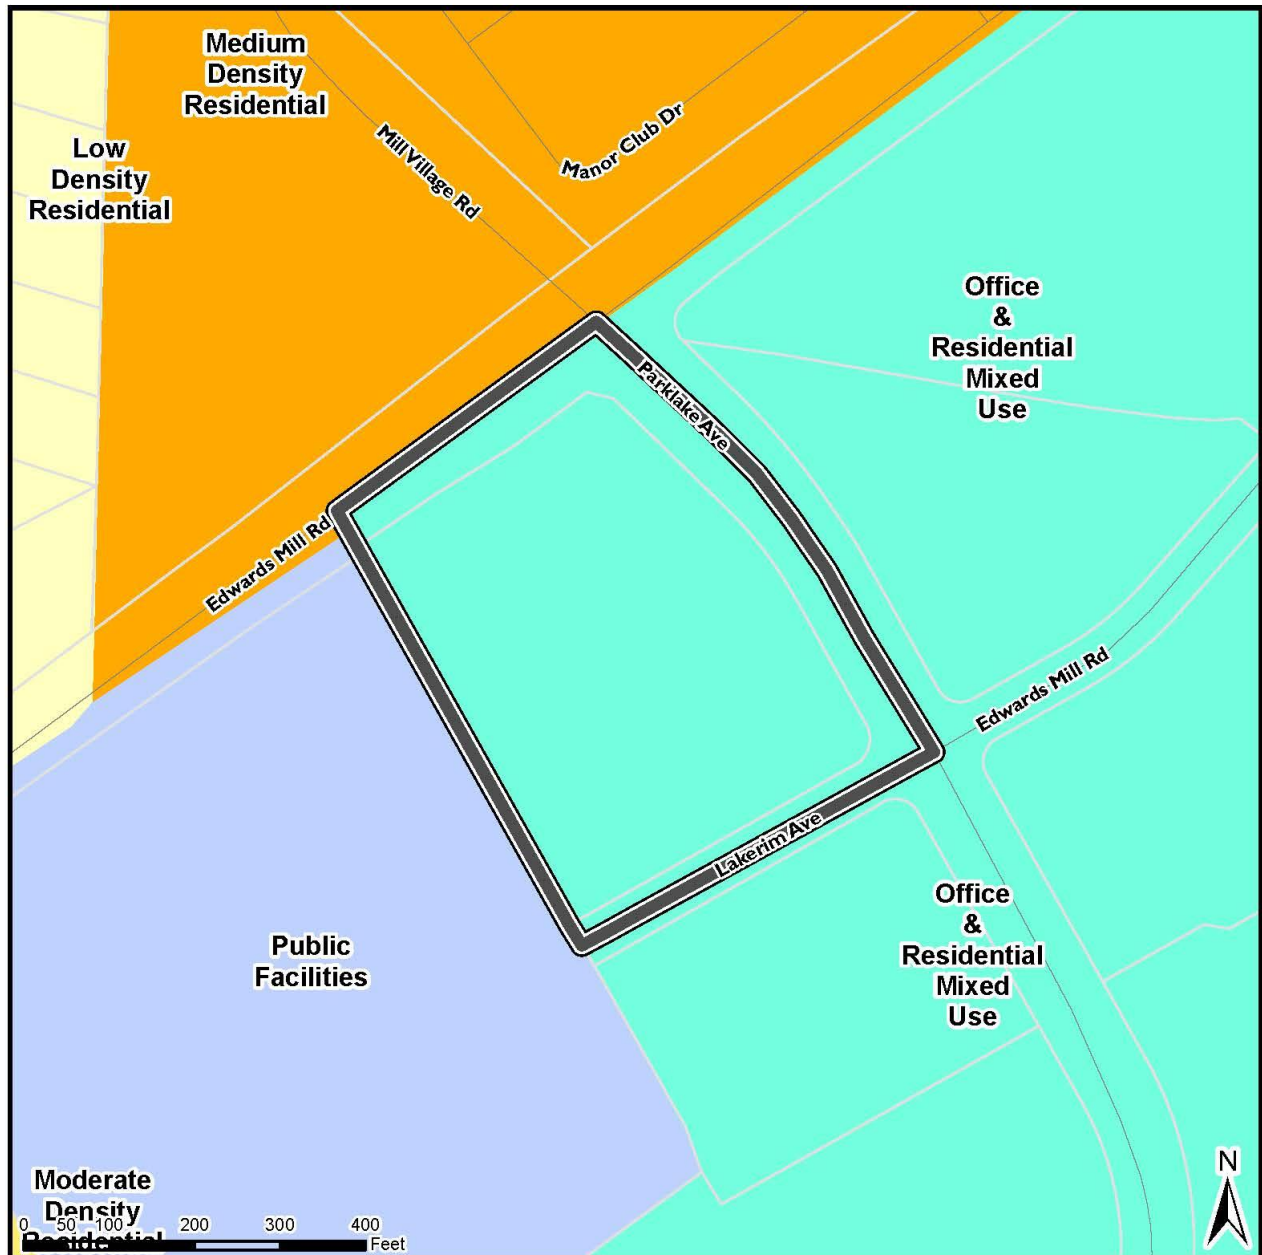 Medium
Density
Residential
Low
Density
Residential
Mill Village Rd
Manor Club Dr
Office
&
Residential
Mixed
Use
Parklake Ave
Edwards Mill Rd
Edwards Mill Rd
Lakerim Ave
Office
&
Residential
Mixed
Use
Public
Facilities
Moderate
Density
Residential
0 50 100 200 300 400
Feet
N